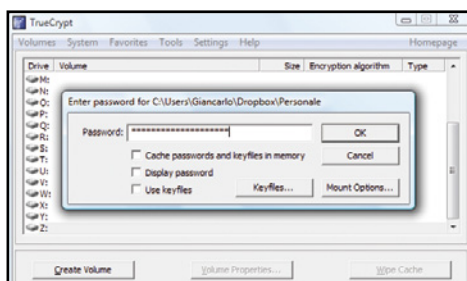 TrueCrypt
Volumes System Favorites Tools Settings Help Homepage
Drive Volume Size Encryption algorithm Type
M:
N:
O:
P:
Q:
R:
S:
T:
U:
V:
W:
X:
Y:
Z:
Enter password for C:\Users\Giancarlo\Dropbox\Personale
Password: ********************
OK
Cache passwords and keyfiles in memory
Cancel
Display password
Use keyfiles
Keyfiles...
Mount Options...
Create Volume
Volume Properties...
Wipe Cache